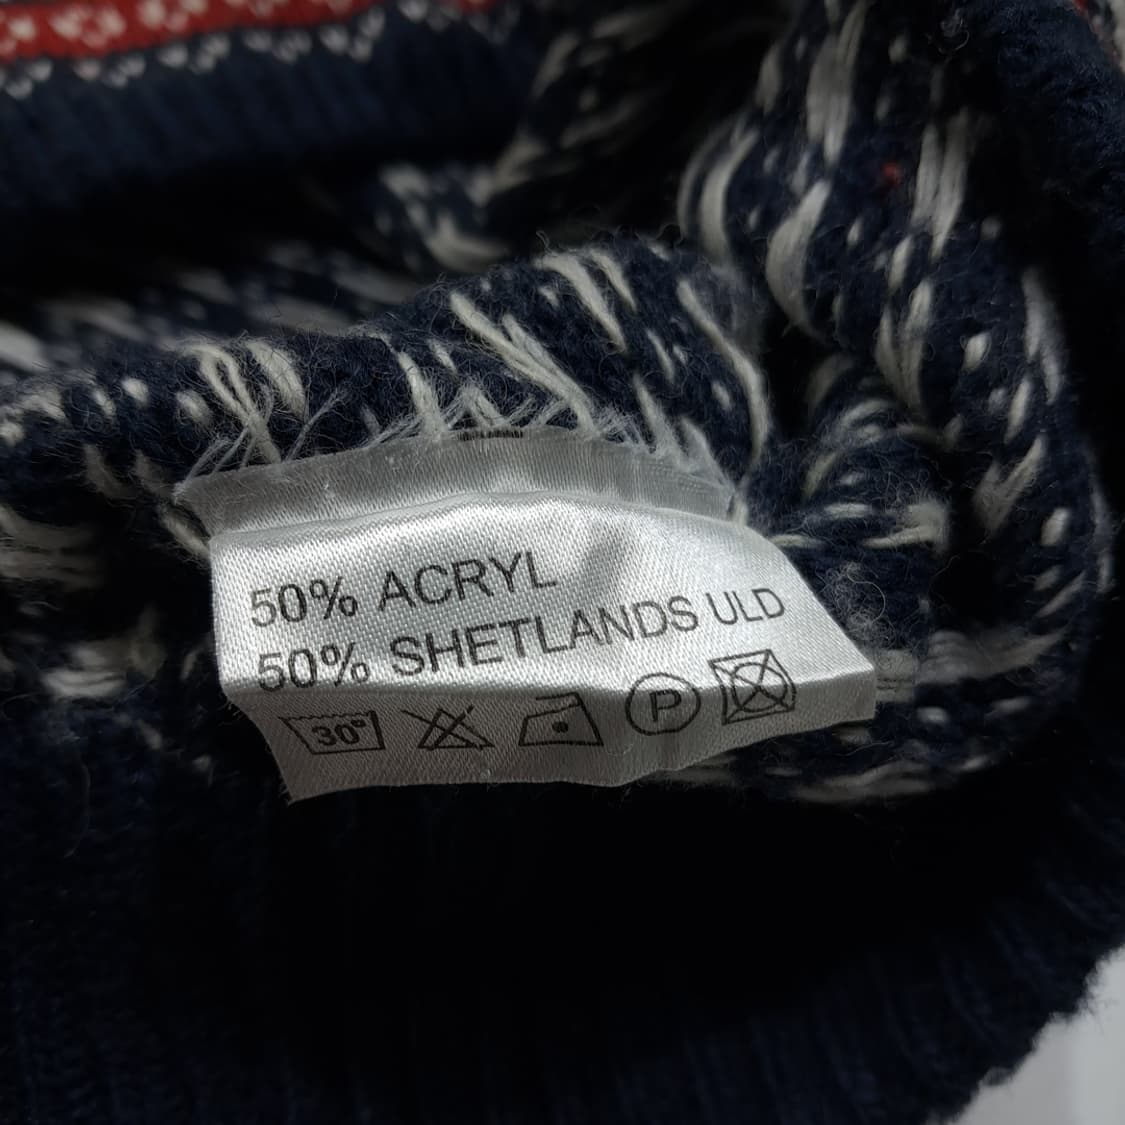 50% ACRYL
50% SHETLANDS ULD
30° P